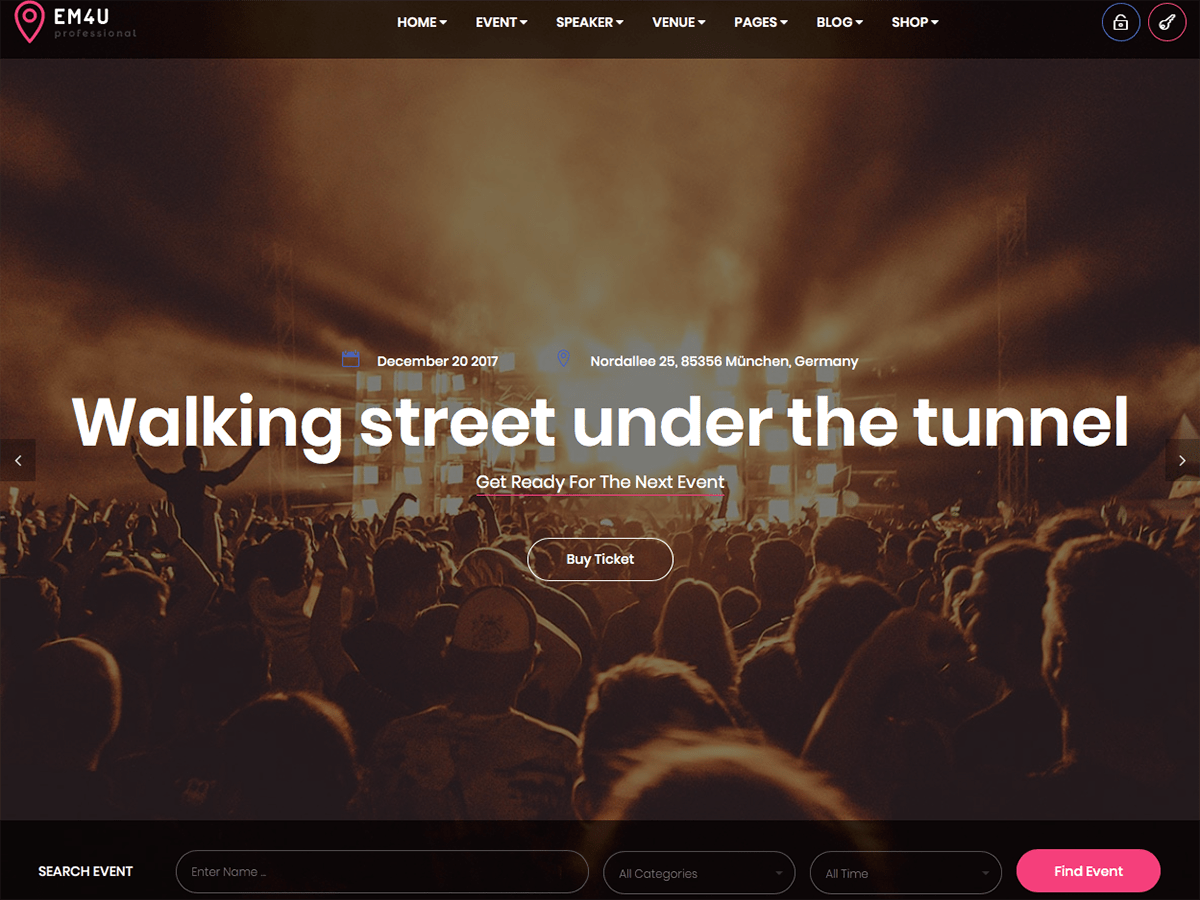 EM4U
professional
HOME EVENT SPEAKER VENUE PAGES BLOG SHOP
December 20 2017 Nordallee 25, 85356 München, Germany
Walking street under the tunnel
Get Ready For The Next Event
Buy Ticket
SEARCH EVENT Enter Name ... All Categories All Time Find Event